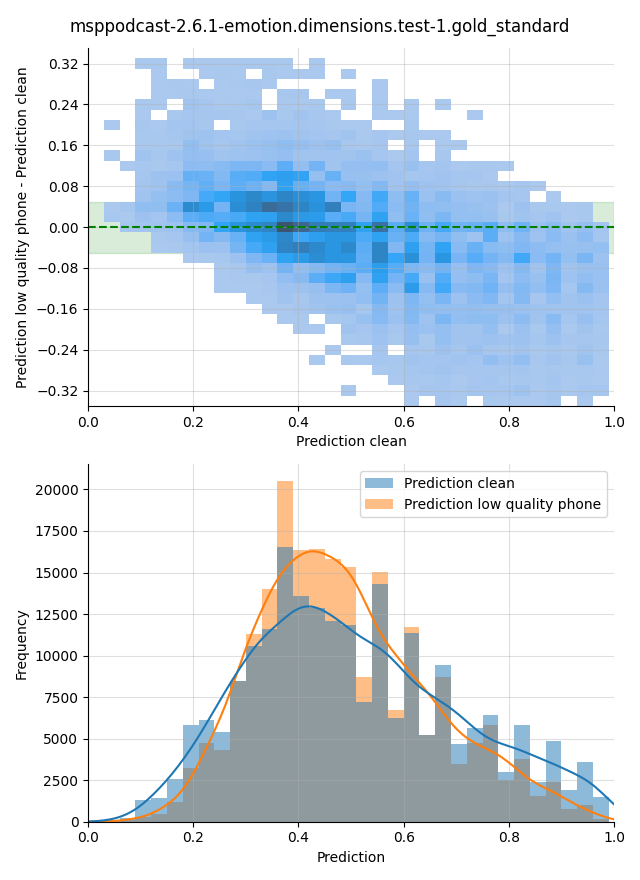 msppodcast-2.6.1-emotion.dimensions.test-1.gold_standard
Prediction low quality phone - Prediction clean
0.32
0.24
0.16
0.08
0.00
−0.08
−0.16
−0.24
−0.32
0.0 0.2 0.4 0.6 0.8 1.0
Prediction clean
Frequency
20000
17500
15000
12500
10000
7500
5000
2500
0
Prediction clean
Prediction low quality phone
0.0 0.2 0.4 0.6 0.8 1.0
Prediction